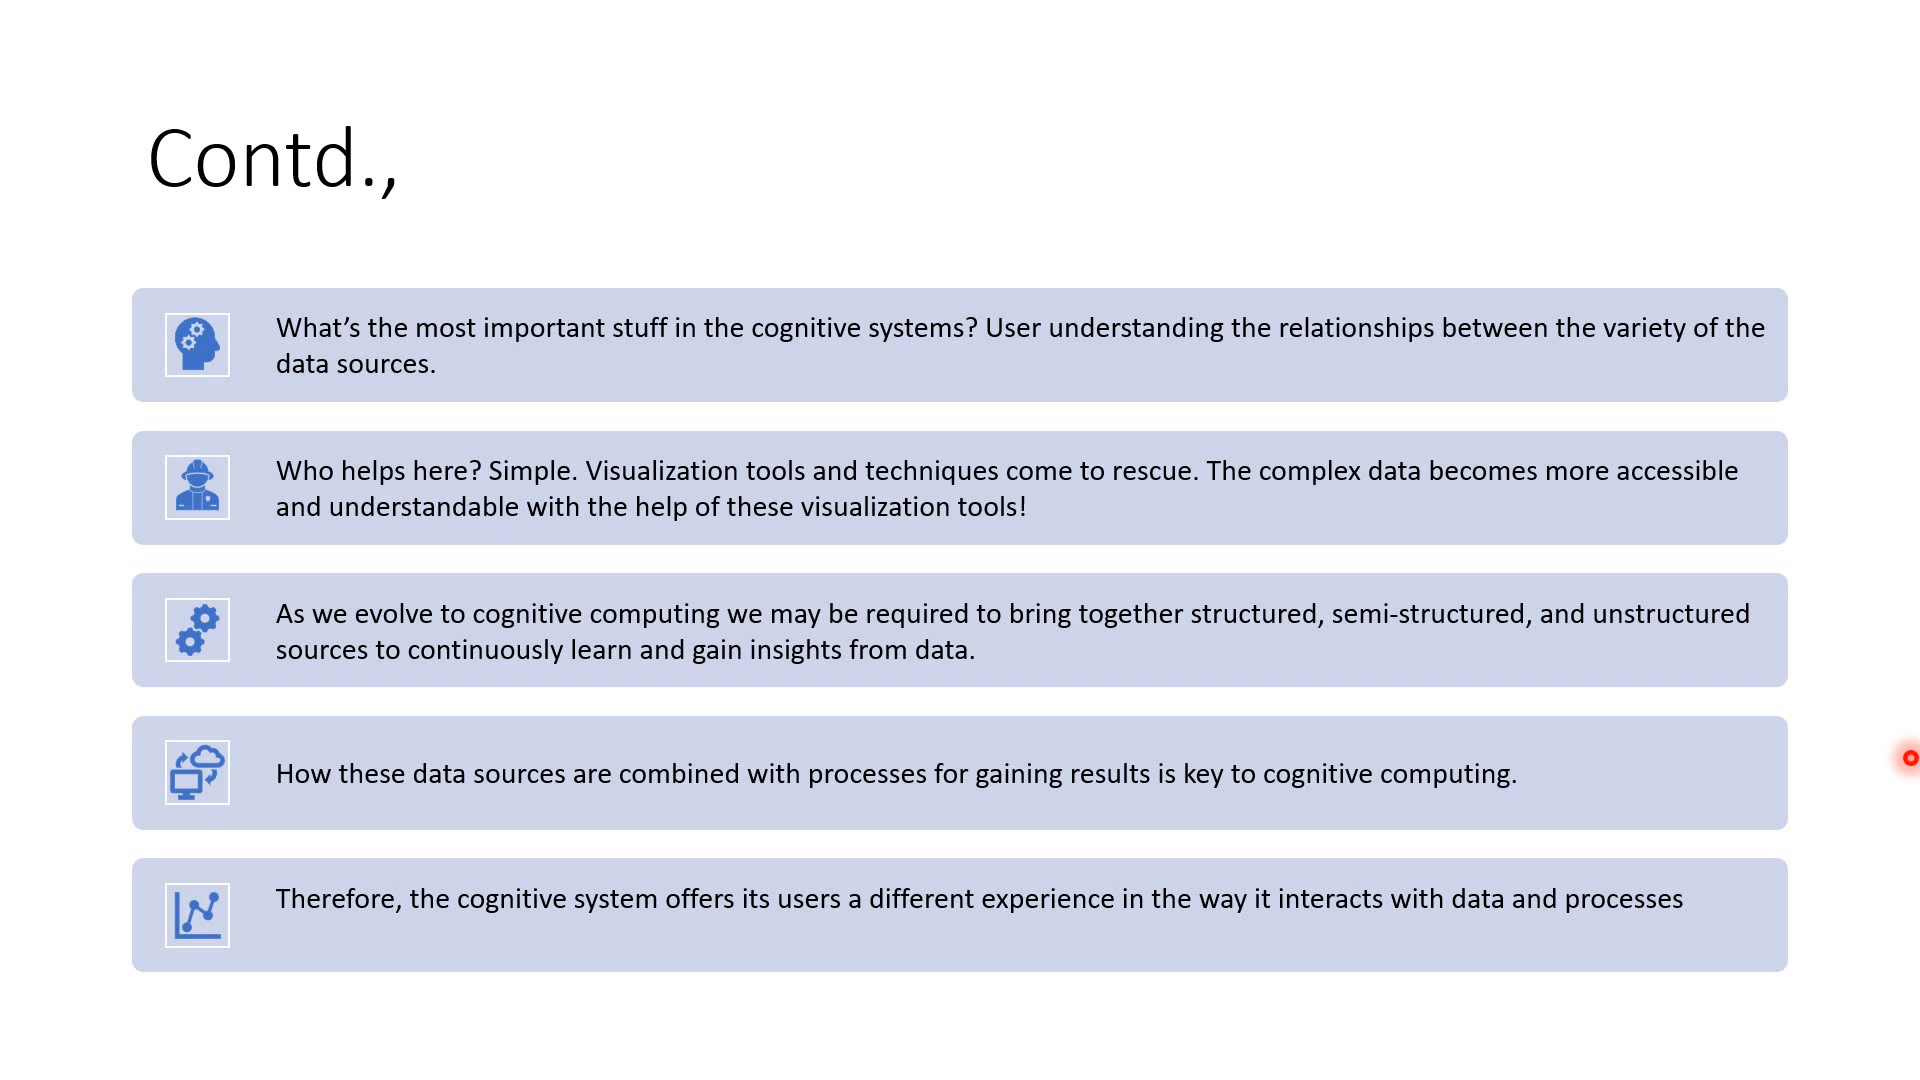 Contd.,
What’s the most important stuff in the cognitive systems? User understanding the relationships between the variety of the
data sources.
Who helps here? Simple. Visualization tools and techniques come to rescue. The complex data becomes more accessible
and understandable with the help of these visualization tools!
As we evolve to cognitive computing we may be required to bring together structured, semi-structured, and unstructured
sources to continuously learn and gain insights from data.
How these data sources are combined with processes for gaining results is key to cognitive computing.
Therefore, the cognitive system offers its users a different experience in the way it interacts with data and processes